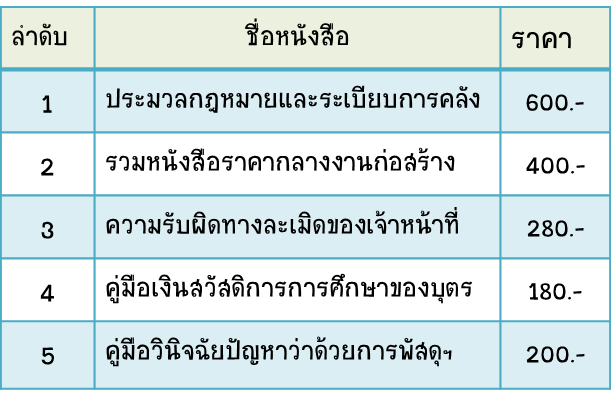 ลำดับ ชื่อหนังสือ ราคา
1 ประมวลกฎหมายและระเบียบการคลัง 600.-
2 รวมหนังสือราคากลางงานก่อสร้าง 400.-
3 ความรับผิดทางละเมิดของเจ้าหน้าที่ 280.-
4 คู่มือเงินสวัสดิการการศึกษาของบุตร 180.-
5 คู่มือวินิจฉัยปัญหาว่าด้วยการพัสดุฯ 200.-